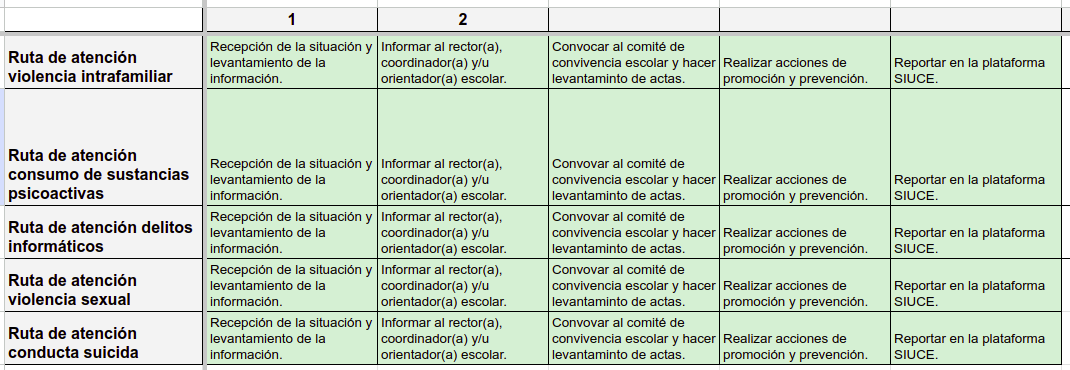 1 2
Ruta de atención
violencia intrafamiliar
Recepción de la situación y
levantamiento de la
información.
Informar al rector(a),
coordinador(a) y/u
orientador(a) escolar.
Convocar al comité de
convivencia escolar y hacer
levantaminto de actas.
Realizar acciones de
promoción y prevención.
Reportar en la plataforma
SIUCE.
Ruta de atención
consumo de sustancias
psicoactivas
Recepción de la situación y
levantamiento de la
información.
Informar al rector(a),
coordinador(a) y/u
orientador(a) escolar.
Convovar al comité de
convivencia escolar y hacer
levantaminto de actas.
Realizar acciones de
promoción y prevención.
Reportar en la plataforma
SIUCE.
Ruta de atención delitos
informáticos
Recepción de la situación y
levantamiento de la
información.
Informar al rector(a),
coordinador(a) y/u
orientador(a) escolar.
Convovar al comité de
convivencia escolar y hacer
levantaminto de actas.
Realizar acciones de
promoción y prevención.
Reportar en la plataforma
SIUCE.
Ruta de atención
violencia sexual
Recepción de la situación y
levantamiento de la
información.
Informar al rector(a),
coordinador(a) y/u
orientador(a) escolar.
Convovar al comité de
convivencia escolar y hacer
levantaminto de actas.
Realizar acciones de
promoción y prevención.
Reportar en la plataforma
SIUCE.
Ruta de atención
conducta suicida
Recepción de la situación y
levantamiento de la
información.
Informar al rector(a),
coordinador(a) y/u
orientador(a) escolar.
Convovar al comité de
convivencia escolar y hacer
levantaminto de actas.
Realizar acciones de
promoción y prevención.
Reportar en la plataforma
SIUCE.